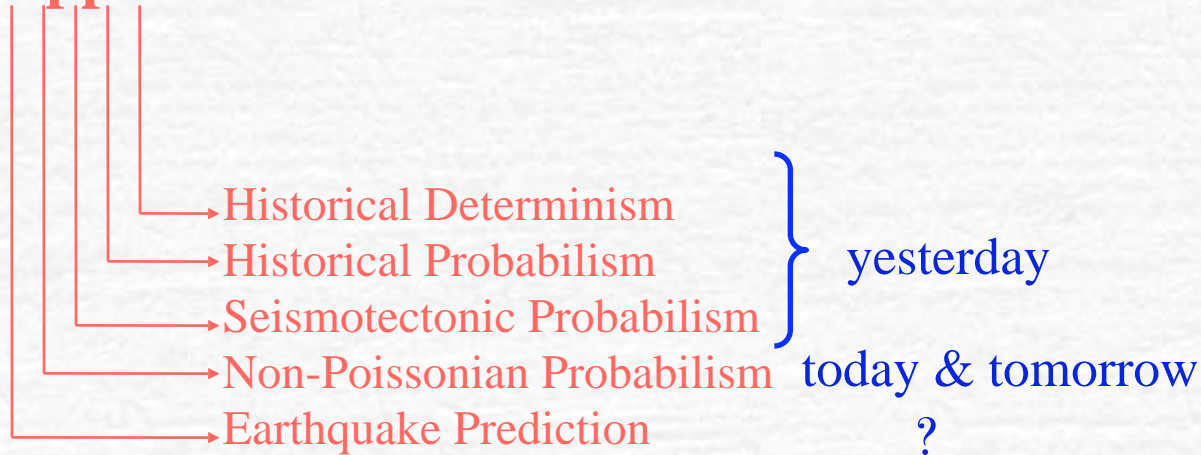 Historical Determinism
Historical Probabilism
yesterday
Seismotectonic Probabilism
Non-Poissonian Probabilism today & tomorrow
Earthquake Prediction ?